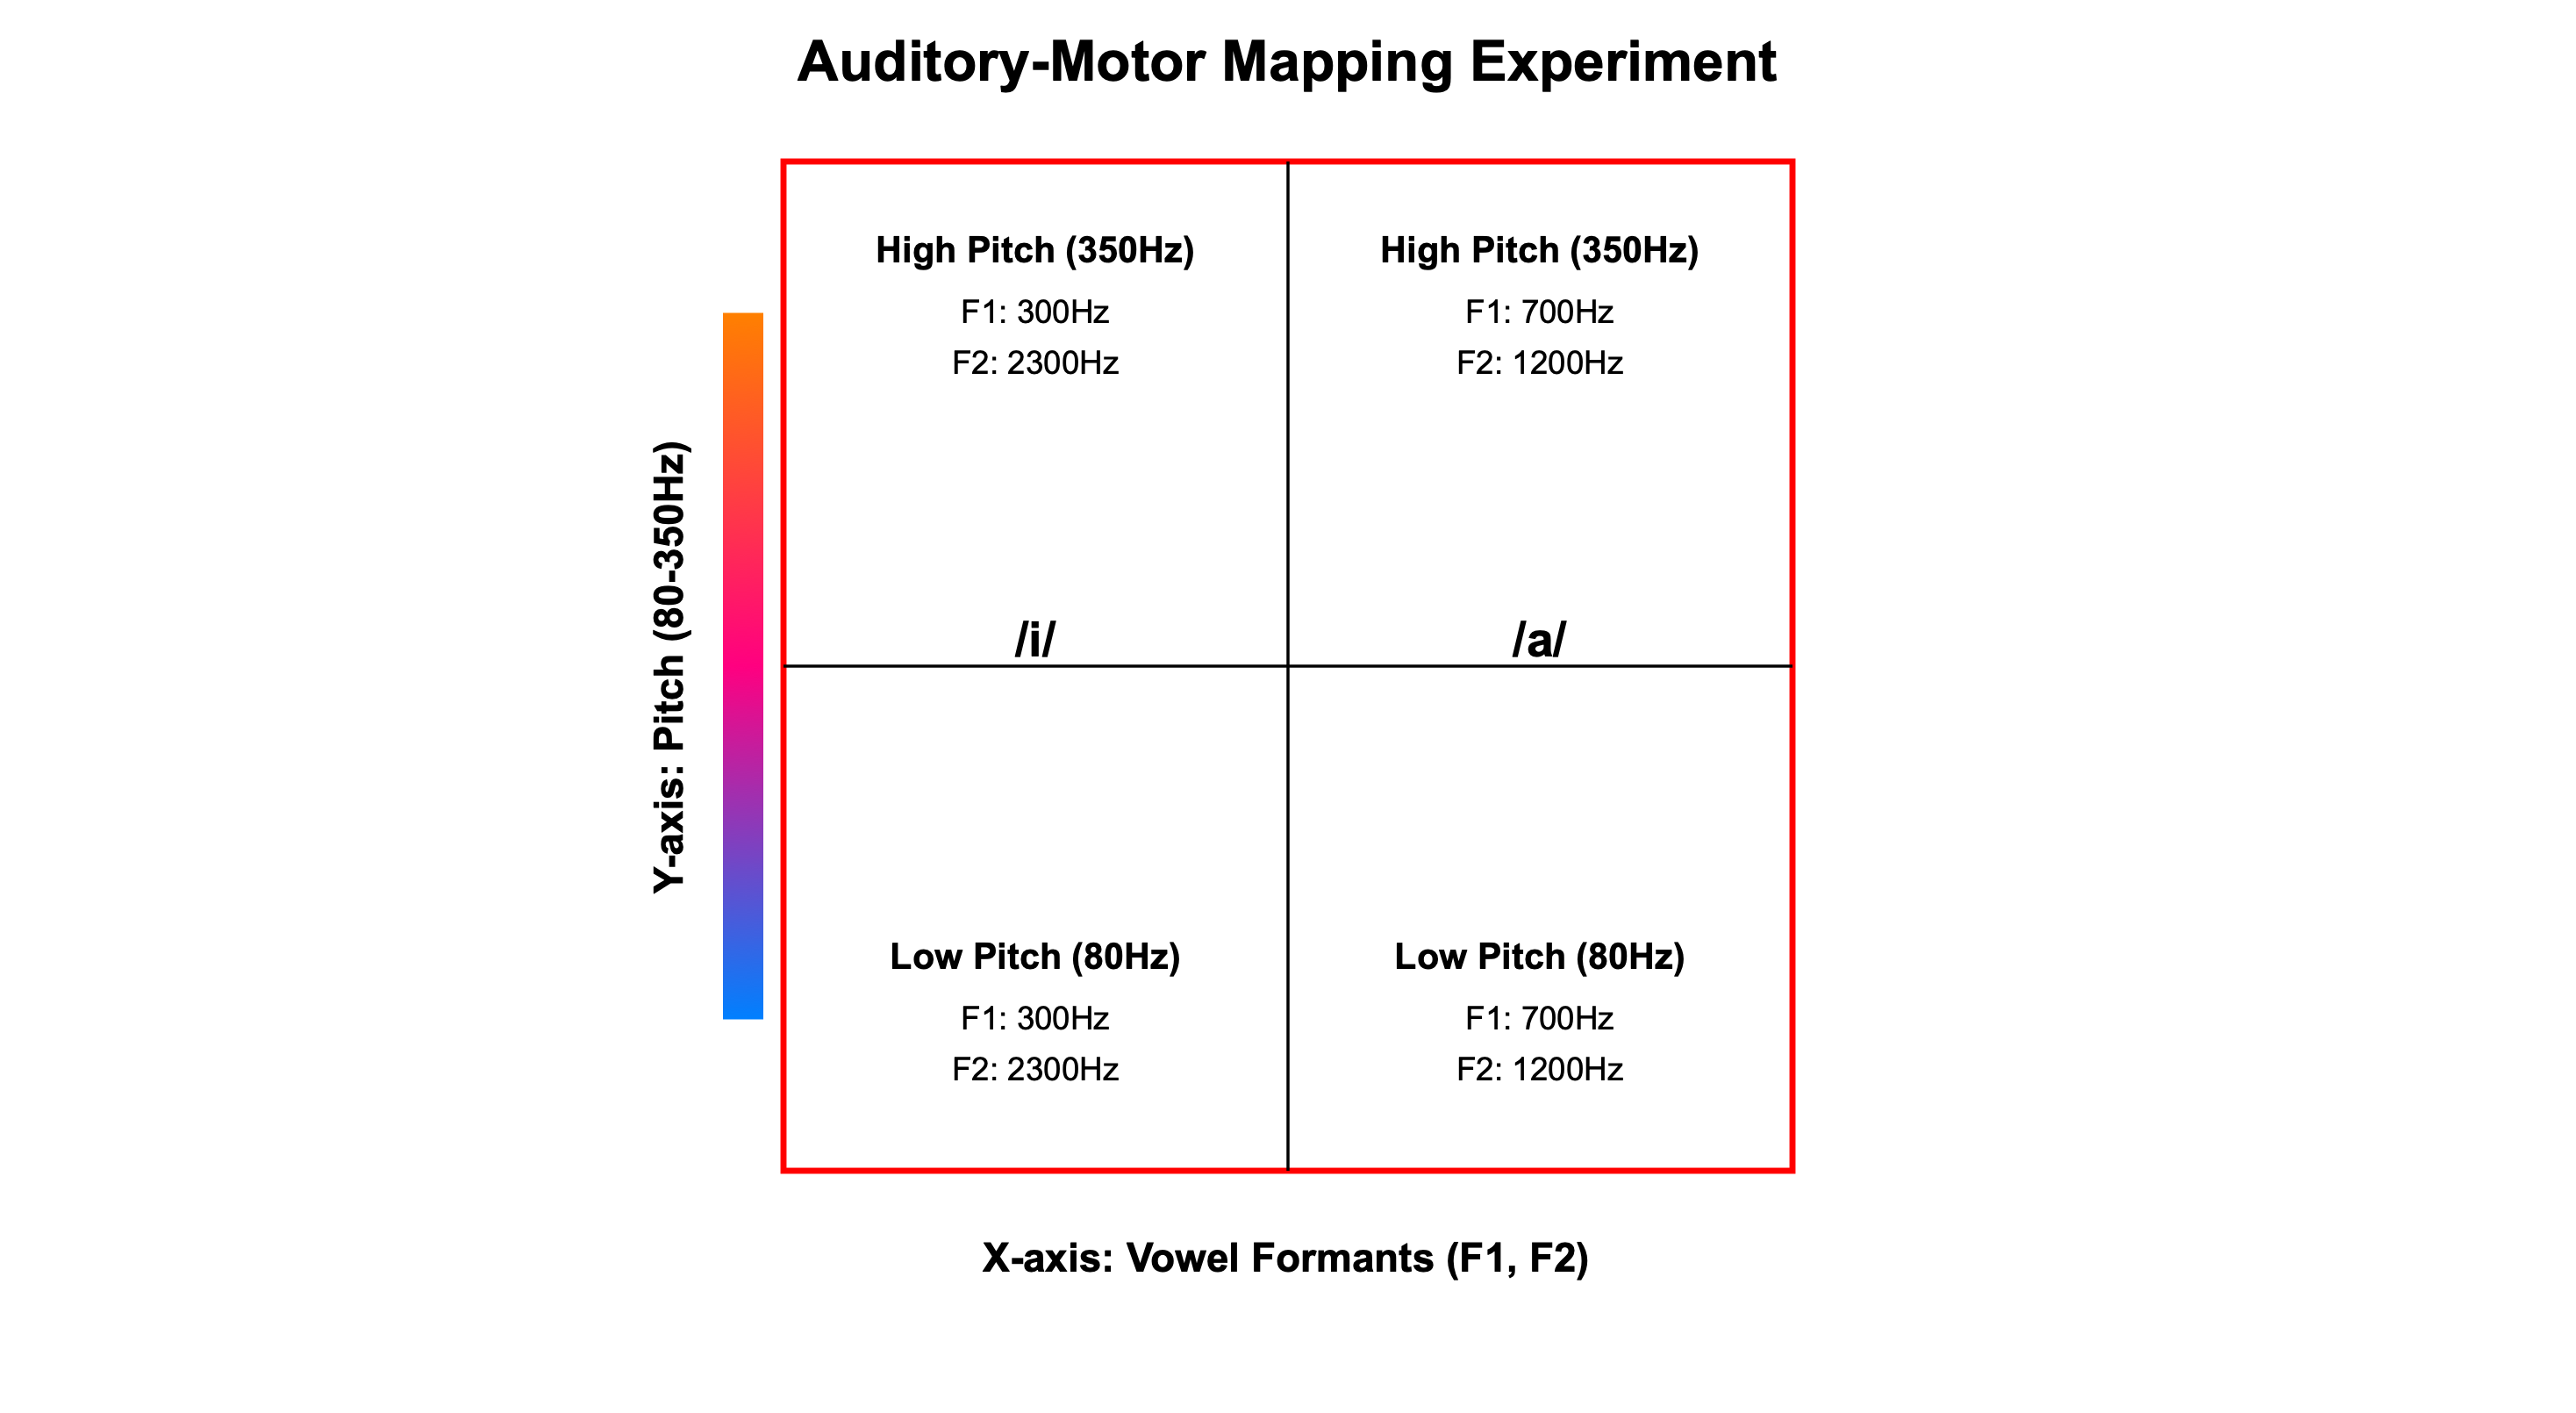 Auditory-Motor Mapping Experiment
High Pitch (350Hz)
F1: 300Hz
F2: 2300Hz
High Pitch (350Hz)
F1: 700Hz
F2: 1200Hz
Y-axis: Pitch (80-350Hz)
/i/
/a/
Low Pitch (80Hz)
F1: 300Hz
F2: 2300Hz
Low Pitch (80Hz)
F1: 700Hz
F2: 1200Hz
X-axis: Vowel Formants (F1, F2)